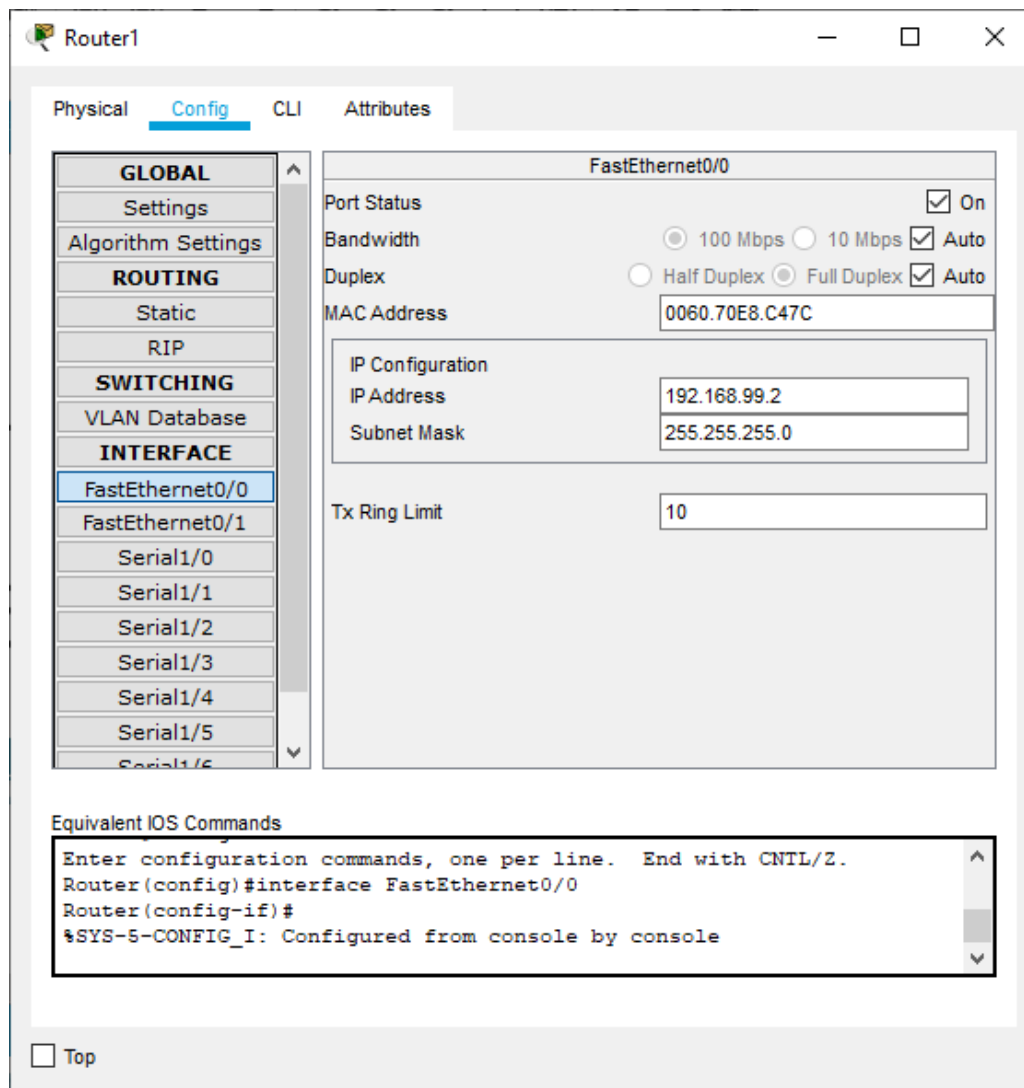 Router1
Physical Config CLI Attributes
GLOBAL
Settings
Algorithm Settings
ROUTING
Static
RIP
SWITCHING
VLAN Database
INTERFACE
FastEthernet0/0
FastEthernet0/1
Serial1/0
Serial1/1
Serial1/2
Serial1/3
Serial1/4
Serial1/5
Serial1/6
FastEthernet0/0
Port Status On
Bandwidth 100 Mbps 10 Mbps Auto
Duplex Half Duplex Full Duplex Auto
MAC Address 0060.70E8.C47C
IP Configuration
IP Address 192.168.99.2
Subnet Mask 255.255.255.0
Tx Ring Limit 10
Equivalent IOS Commands
Enter configuration commands, one per line. End with CNTL/Z.
Router(config)#interface FastEthernet0/0
Router(config-if)#
%SYS-5-CONFIG_I: Configured from console by console
Top